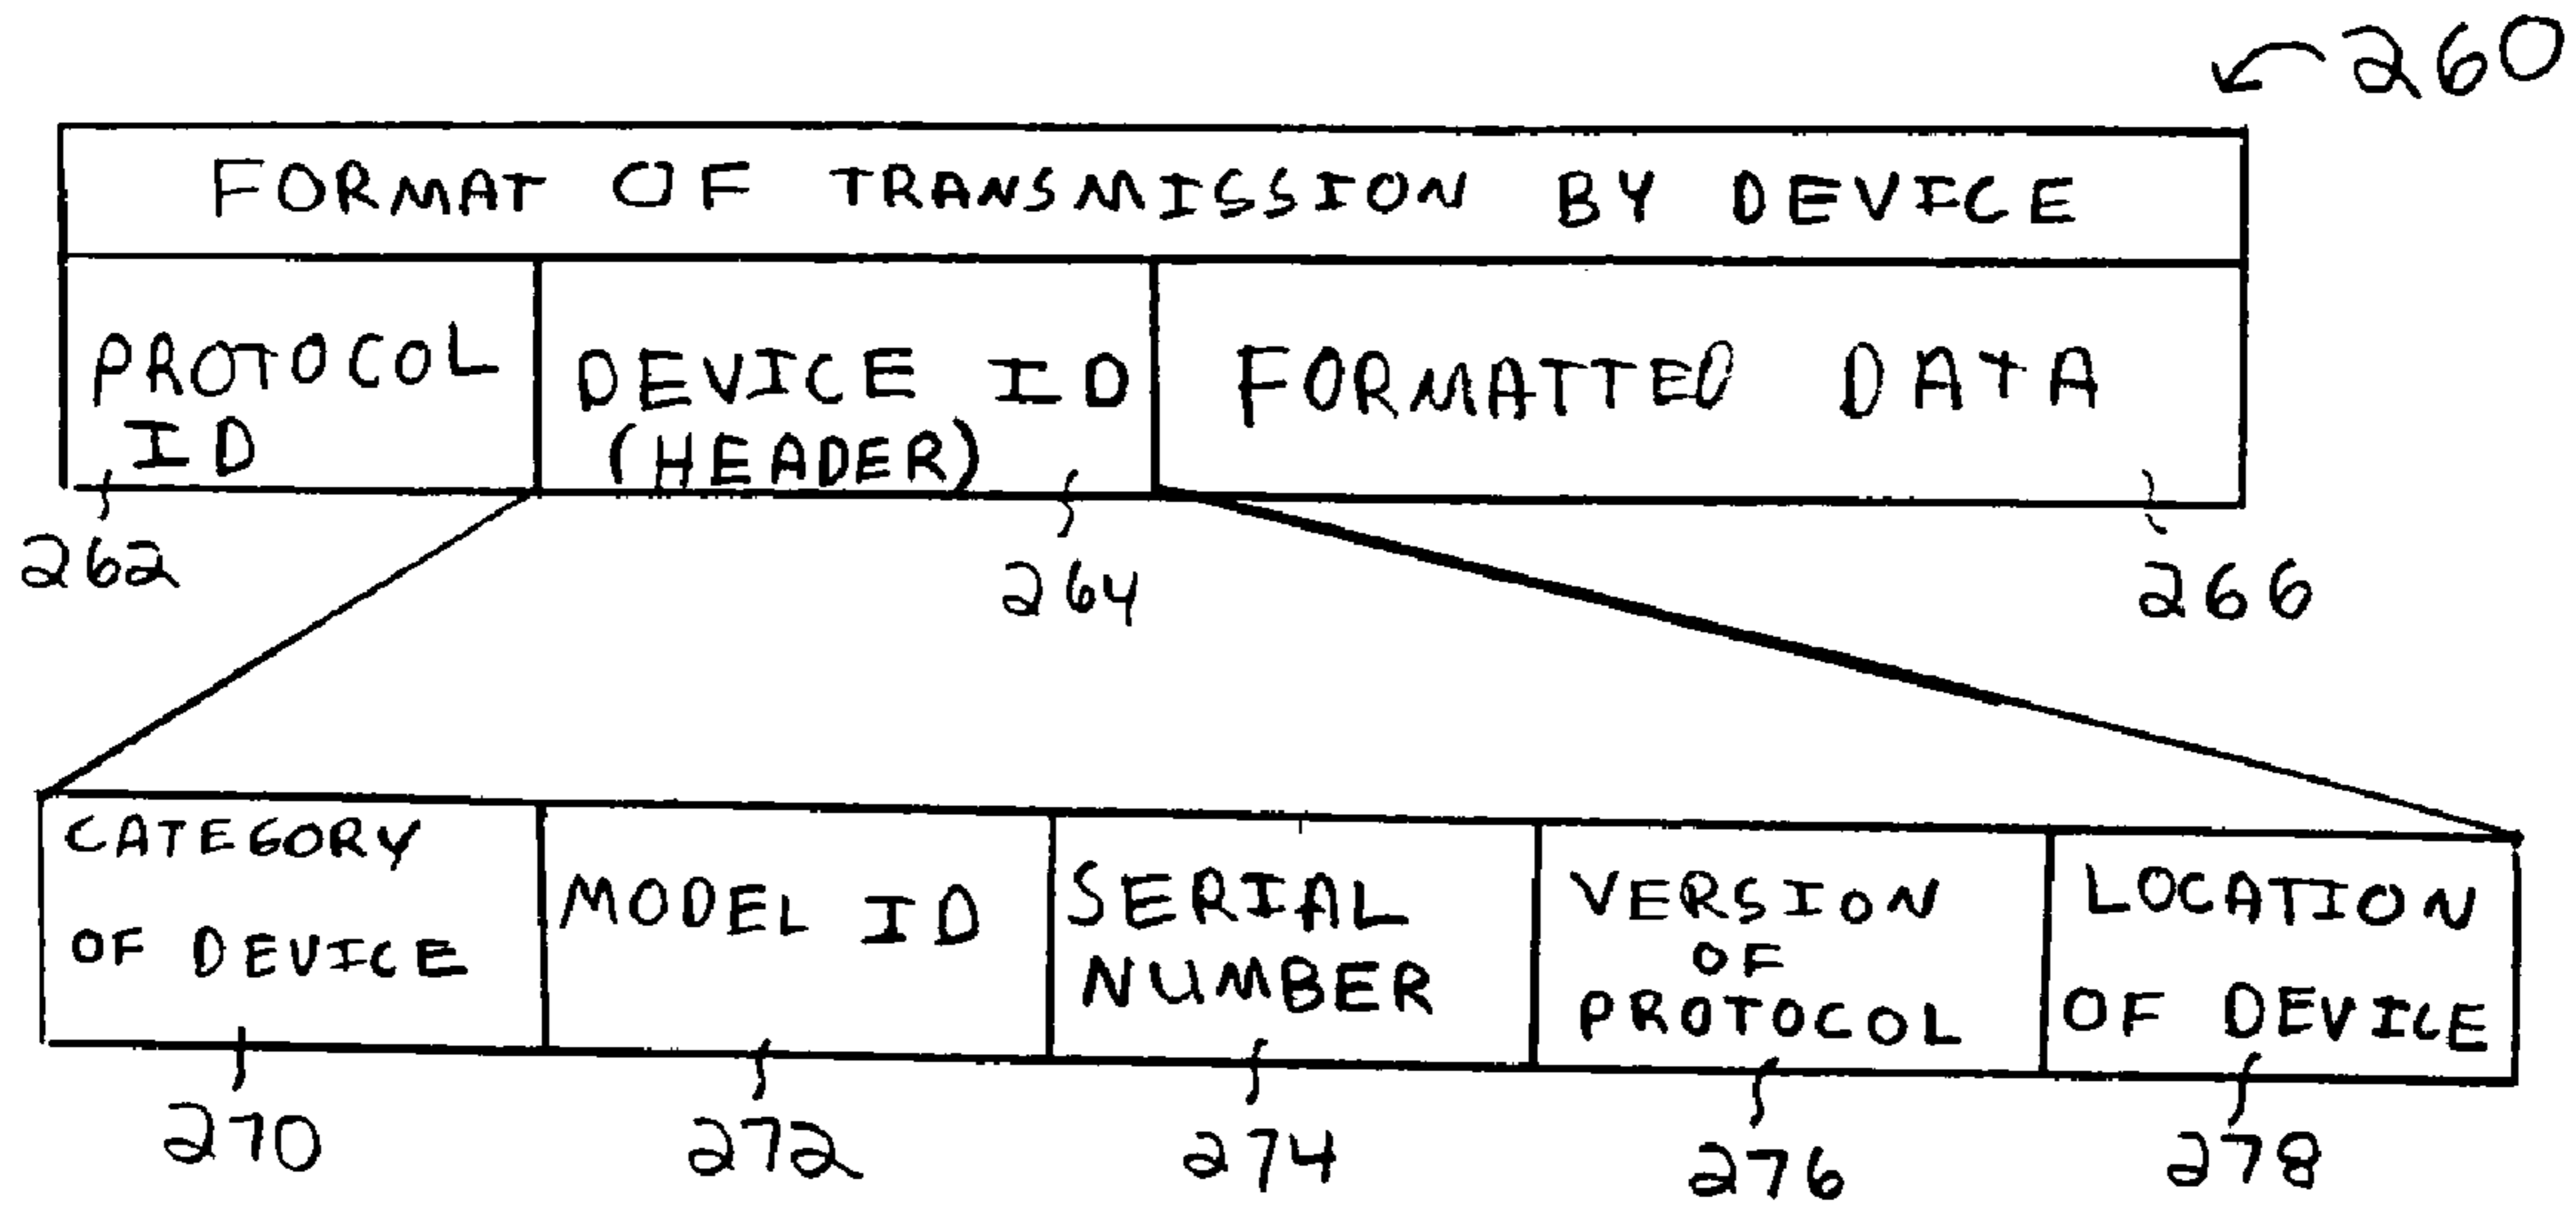 260
FORMAT OF TRANSMISSION BY DEVICE
PROTOCOL
ID
DEVICE ID
(HEADER)
FORMATTED DATA
262
264
266
CATEGORY
OF DEVICE
MODEL ID
SERIAL
NUMBER
VERSION
OF
PROTOCOL
LOCATION
OF DEVICE
270
272
274
276
278